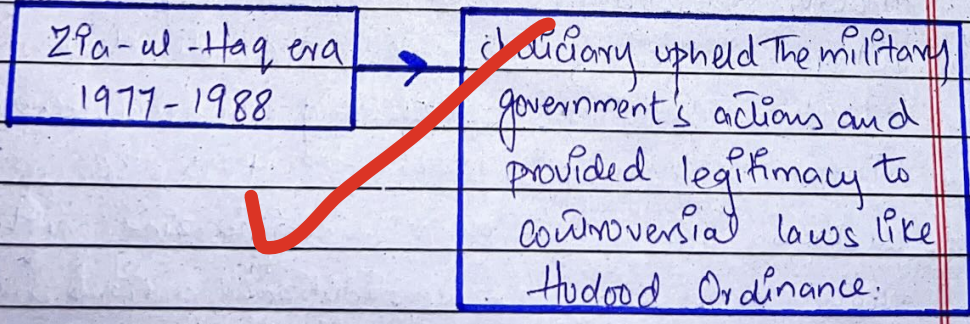 Zia-ul-Haq era
1977-1988
Judiciary upheld The military
government's actions and
provided legitimacy to
controversial laws like
Hudood Ordinance.